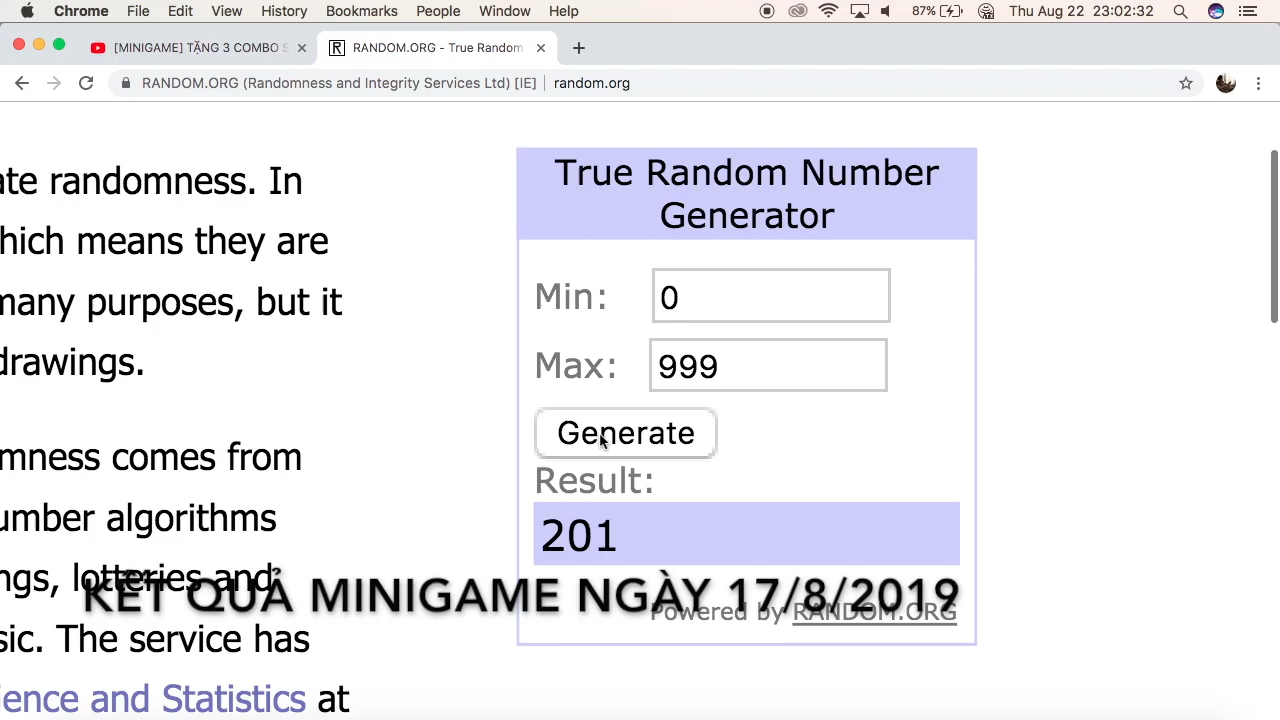 Chrome File Edit View History Bookmarks People Window Help 87% Thu Aug 22 23:02:32
[MINIGAME] TẶNG 3 COMBO S RANDOM.ORG - True Random
RANDOM.ORG (Randomness and Integrity Services Ltd) [IE] random.org
ate randomness. In
hich means they are
many purposes, but it
drawings.
mness comes from
umber algorithms
ngs, lotteries and
sic. The service has
ience and Statistics at
True Random Number
Generator
Min: 0
Max: 999
Generate
Result:
201
Powered by RANDOM.ORG
KẾT QUẢ MINIGAME NGÀY 17/8/2019